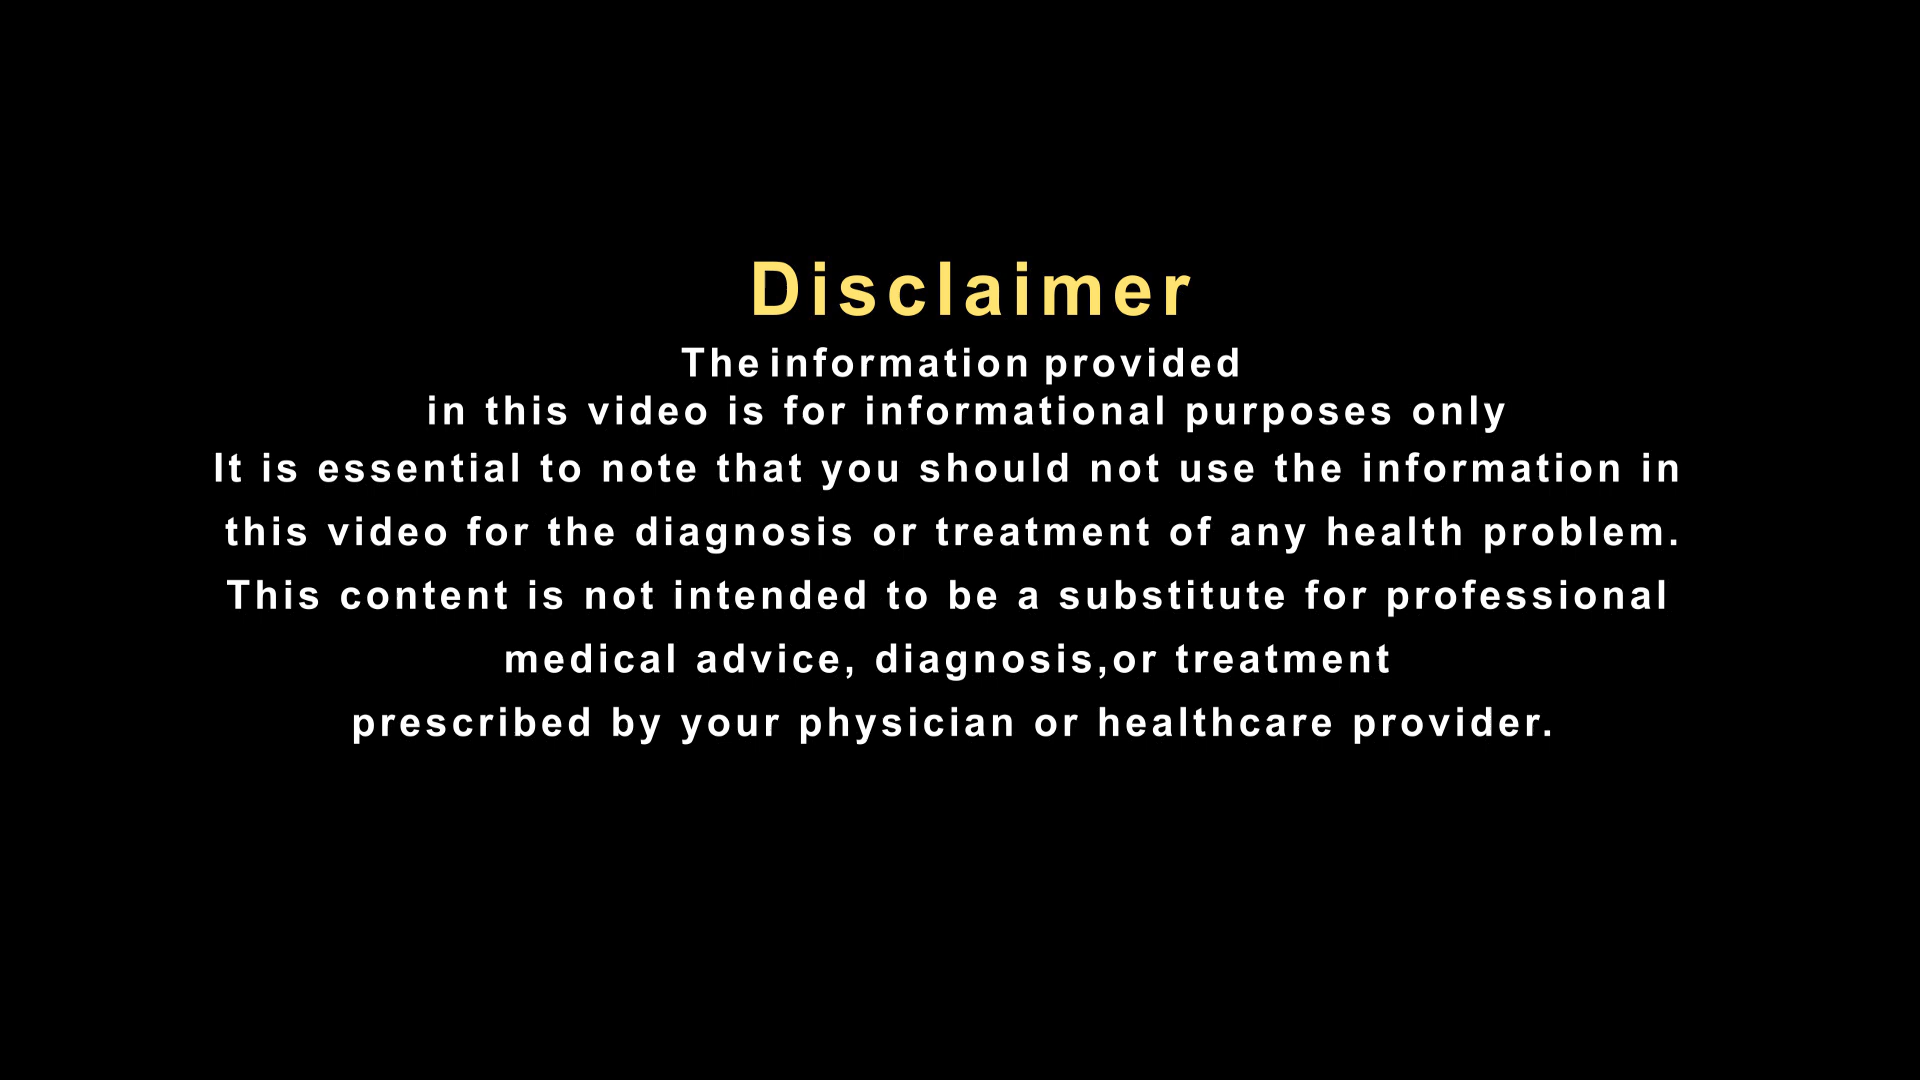 Disclaimer
The information provided
in this video is for informational purposes only
It is essential to note that you should not use the information in
this video for the diagnosis or treatment of any health problem.
This content is not intended to be a substitute for professional
medical advice, diagnosis,or treatment
prescribed by your physician or healthcare provider.